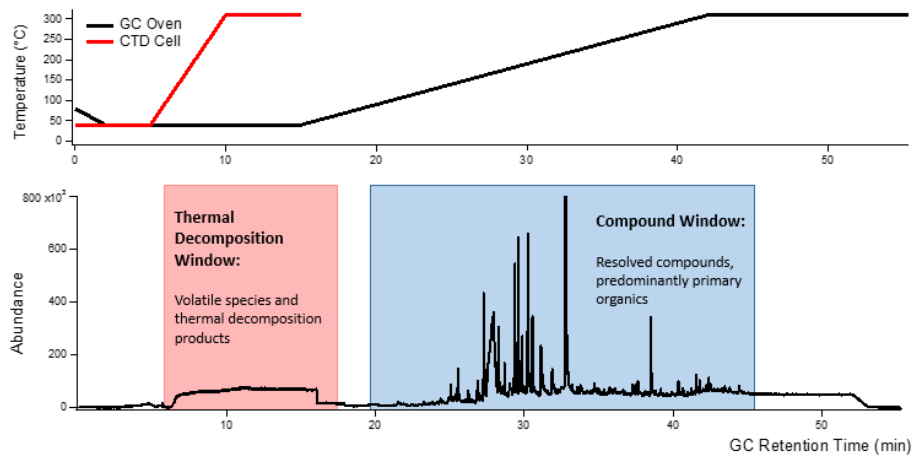 GC Oven
CTD Cell
Temperature (°C)
300
250
200
150
100
50
0
0
10
20
30
40
50
800 x10³
600
400
200
0
Abundance
Thermal
Decomposition
Window:
Volatile species and
thermal decomposition
products
Compound Window:
Resolved compounds,
predominantly primary
organics
10
20
30
40
50
GC Retention Time (min)